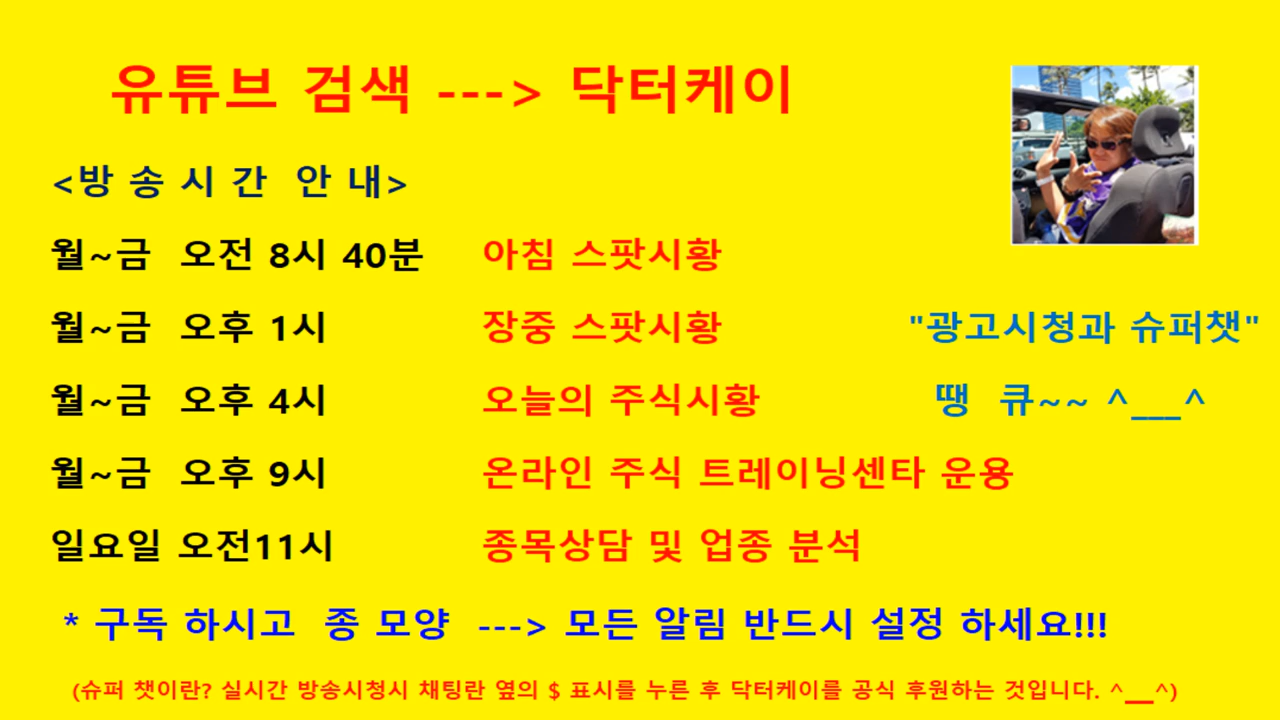 유튜브 검색 ---> 닥터케이
<방 송 시 간 안 내>
월~금 오전 8시 40분 아침 스팟시황
월~금 오후 1시 장중 스팟시황 "광고시청과 슈퍼챗"
월~금 오후 4시 오늘의 주식시황 땡 큐~~ ^___^
월~금 오후 9시 온라인 주식 트레이닝센타 운용
일요일 오전11시 종목상담 및 업종 분석
* 구독 하시고 종 모양 ---> 모든 알림 반드시 설정 하세요!!!
(슈퍼 챗이란? 실시간 방송시청시 채팅란 옆의 $ 표시를 누른 후 닥터케이를 공식 후원하는 것입니다. ^__^)